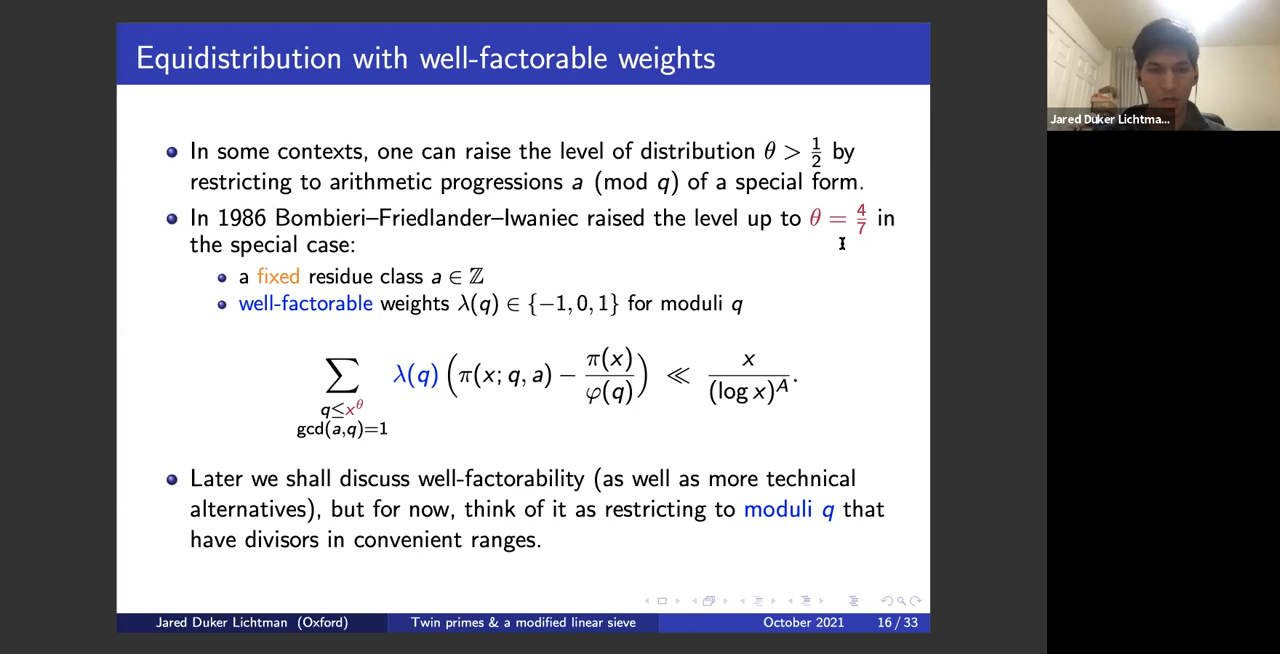 Equidistribution with well-factorable weights
In some contexts, one can raise the level of distribution θ > 1/2 by
restricting to arithmetic progressions a (mod q) of a special form.
In 1986 Bombieri–Friedlander–Iwaniec raised the level up to θ = 4/7 in
the special case:
a fixed residue class a ∈ ℤ
well-factorable weights λ(q) ∈ {−1, 0, 1} for moduli q
∑_{q≤x^θ, gcd(a,q)=1} λ(q) (π(x; q, a) − π(x)/φ(q)) ≪ x/(log x)^A.
Later we shall discuss well-factorability (as well as more technical
alternatives), but for now, think of it as restricting to moduli q that
have divisors in convenient ranges.
Jared Duker Lichtman (Oxford) Twin primes & a modified linear sieve October 2021 16 / 33
Jared Duker Lichtma...